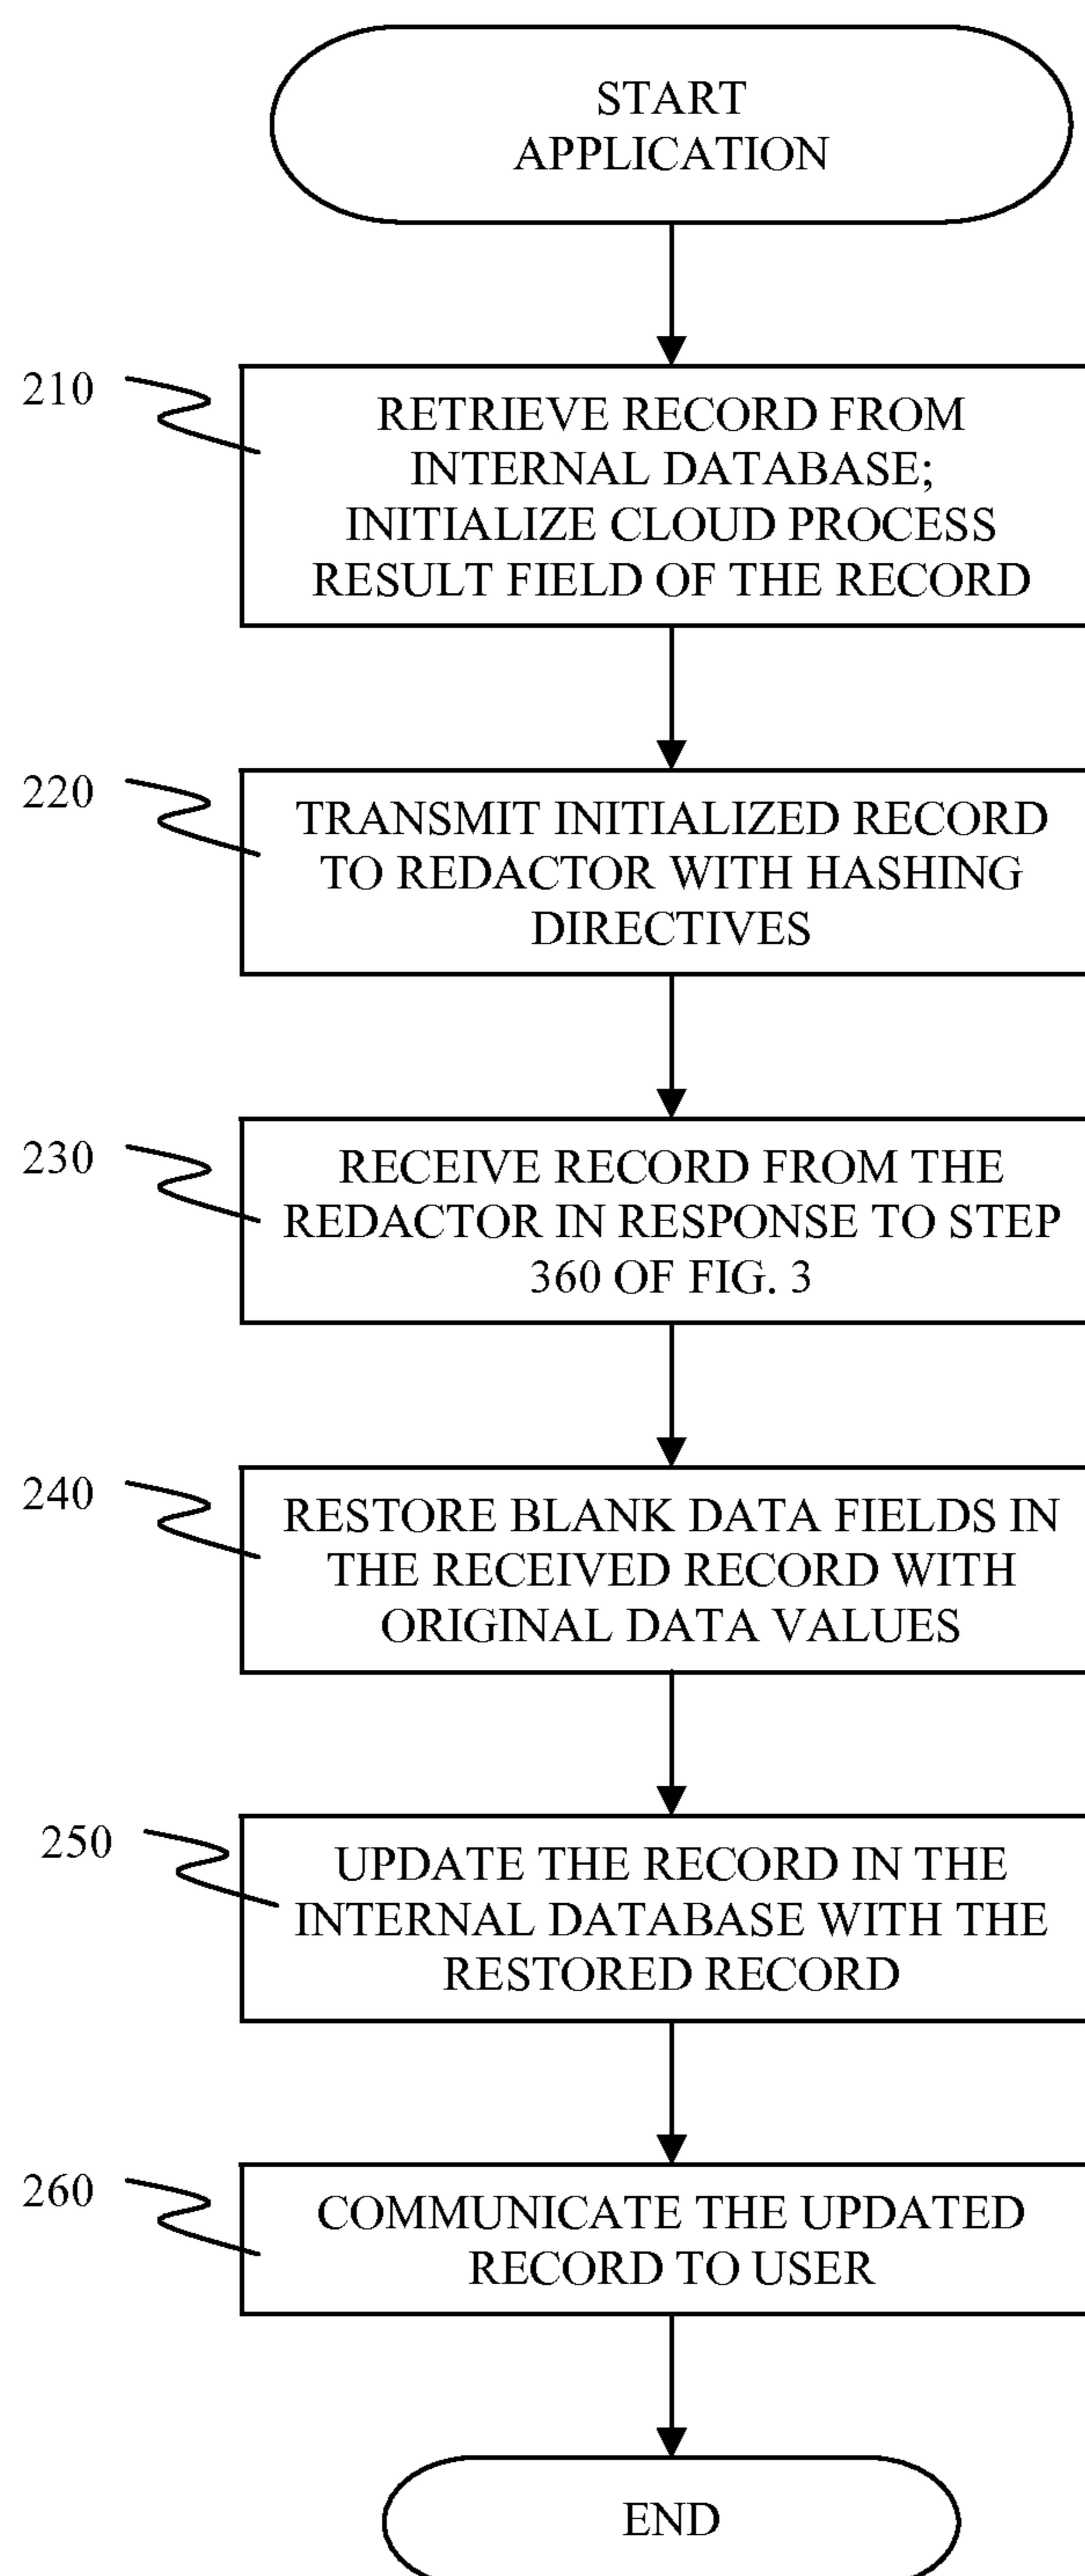 START
APPLICATION
210
RETRIEVE RECORD FROM
INTERNAL DATABASE;
INITIALIZE CLOUD PROCESS
RESULT FIELD OF THE RECORD
220
TRANSMIT INITIALIZED RECORD
TO REDACTOR WITH HASHING
DIRECTIVES
230
RECEIVE RECORD FROM THE
REDACTOR IN RESPONSE TO STEP
360 OF FIG. 3
240
RESTORE BLANK DATA FIELDS IN
THE RECEIVED RECORD WITH
ORIGINAL DATA VALUES
250
UPDATE THE RECORD IN THE
INTERNAL DATABASE WITH THE
RESTORED RECORD
260
COMMUNICATE THE UPDATED
RECORD TO USER
END